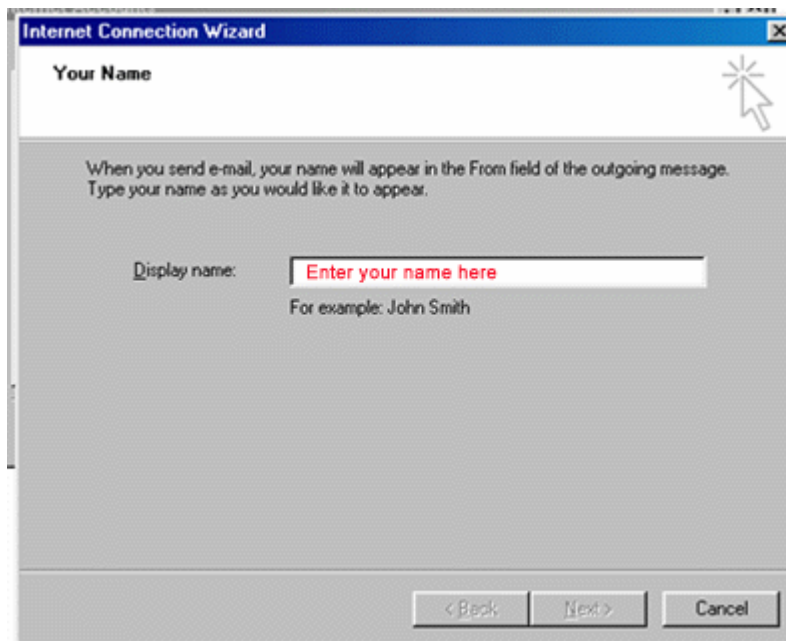 Internet Connection Wizard
Your Name
When you send e-mail, your name will appear in the From field of the outgoing message.
Type your name as you would like it to appear.
Display name:
Enter your name here
For example: John Smith
< Back
Next >
Cancel